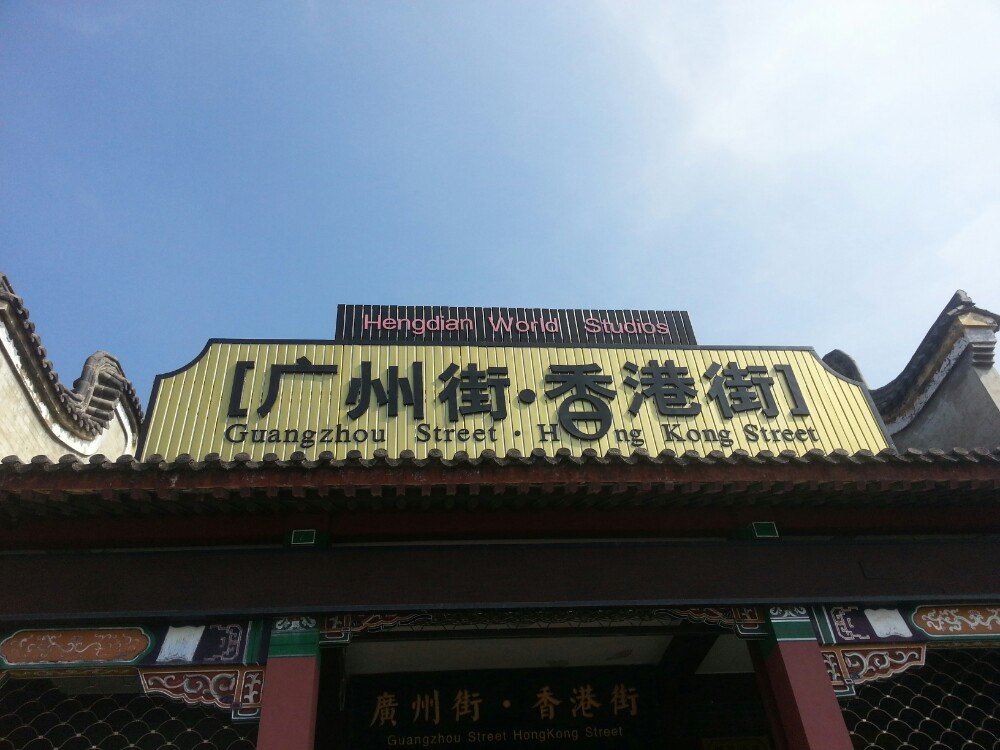 Hengdian World Studios
[广州街·香港街]
Guangzhou Street · Hong Kong Street
廣州街·香港街
Guangzhou Street HongKong Street